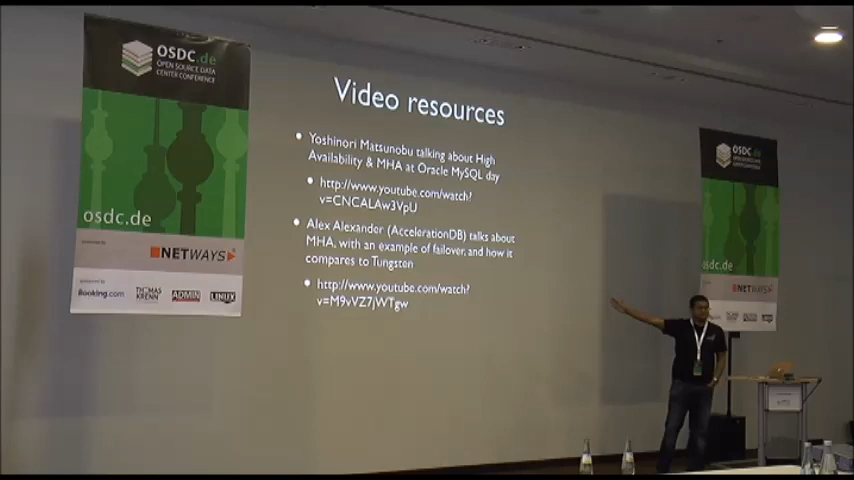 OSDC.de
OPEN SOURCE DATA
CENTER CONFERENCE
osdc.de
NETWAYS
Booking.com
THOMAS
KRENN
ADMIN
LINUX
Video resources
Yoshinori Matsunobu talking about High
Availability & MHA at Oracle MySQL day
http://www.youtube.com/watch?
v=CNCALAw3VpU
Alex Alexander (AccelerationDB) talks about
MHA, with an example of failover, and how it
compares to Tungsten
http://www.youtube.com/watch?
v=M9vVZ7jWTgw
OSDC.de
OPEN SOURCE DATA
CENTER CONFERENCE
osdc.de
NETWAYS